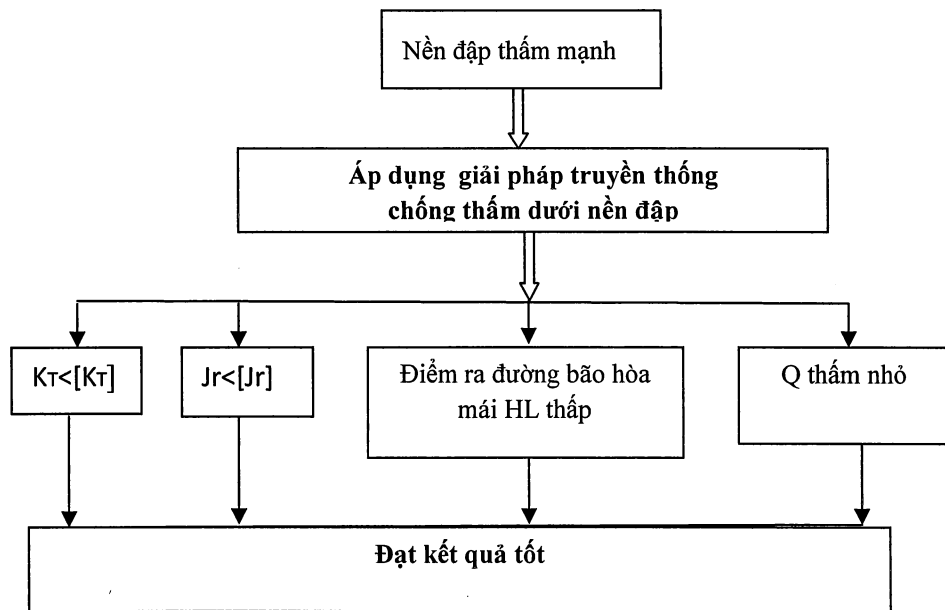 Nền đập thấm mạnh
Áp dụng giải pháp truyền thống
chống thấm dưới nền đập
KT<[KT]
Jr<[Jr]
Điểm ra đường bão hòa
mái HL thấp
Q thấm nhỏ
Đạt kết quả tốt